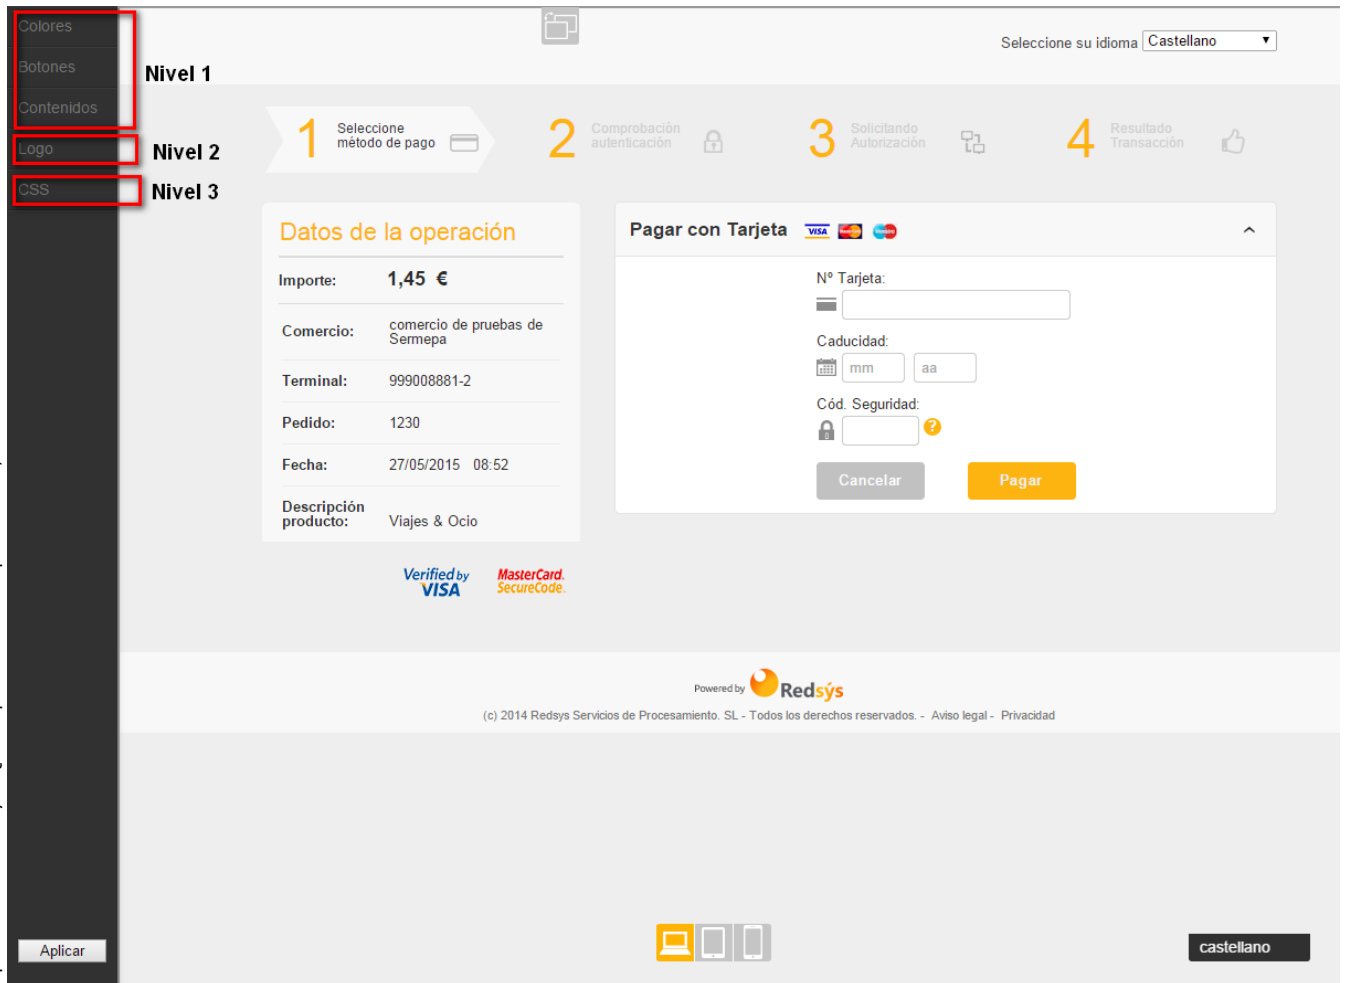 Colores
Botones
Contenidos
Logo
CSS
Nivel 1
Nivel 2
Nivel 3
Seleccione su idioma Castellano
1 Seleccione
método de pago
2 Comprobación
autenticación
3 Solicitando
Autorización
4 Resultado
Transacción
Datos de la operación
Importe: 1,45 €
Comercio: comercio de pruebas de
Sermepa
Terminal: 999008881-2
Pedido: 1230
Fecha: 27/05/2015 08:52
Descripción
producto: Viajes & Ocio
Verified by
VISA
MasterCard.
SecureCode.
Pagar con Tarjeta VISA
Nº Tarjeta:
Caducidad:
mm aa
Cód. Seguridad:
?
Cancelar Pagar
Powered by Redsýs
(c) 2014 Redsys Servicios de Procesamiento. SL - Todos los derechos reservados. - Aviso legal - Privacidad
Aplicar
castellano